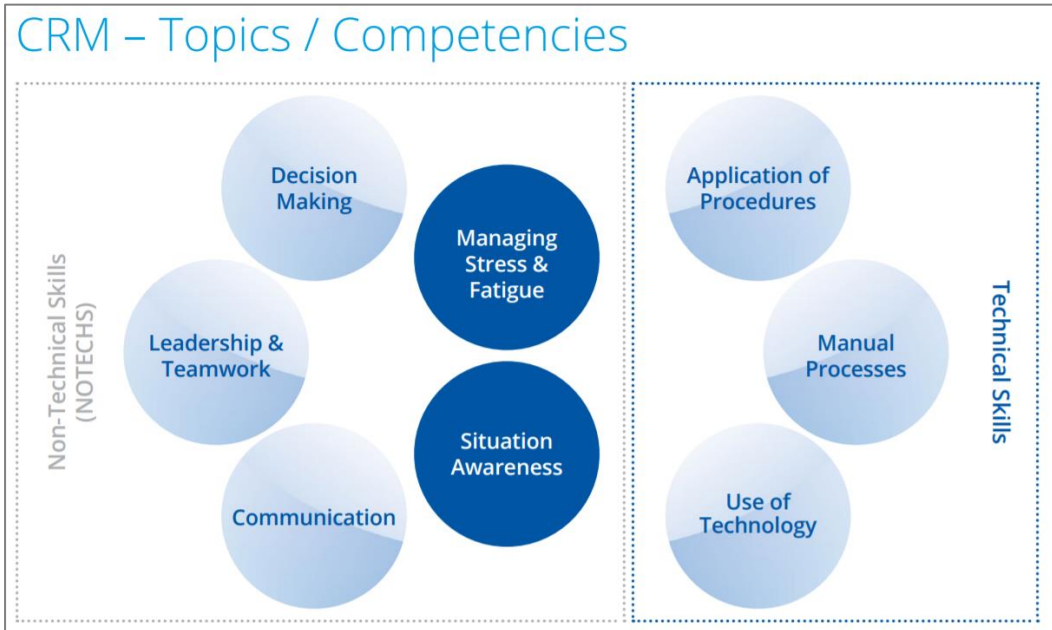 CRM – Topics / Competencies
Non-Technical Skills
(NOTECHS)
Decision
Making
Managing
Stress &
Fatigue
Leadership &
Teamwork
Situation
Awareness
Communication
Application of
Procedures
Manual
Processes
Use of
Technology
Technical Skills